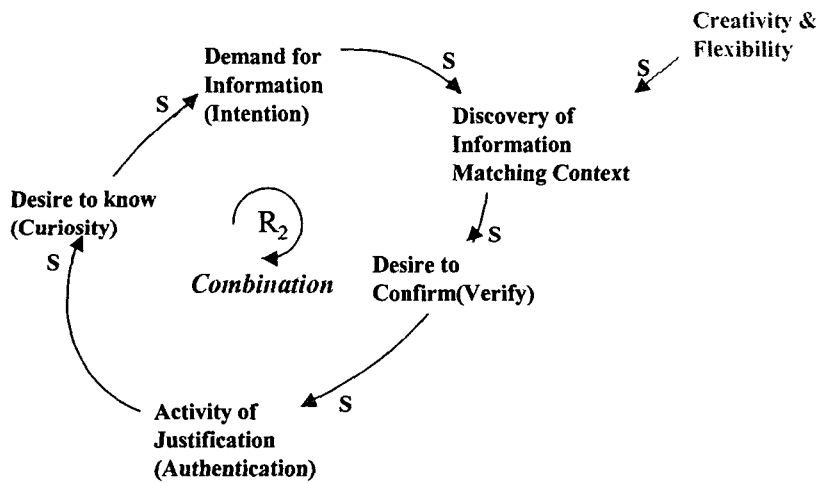 Creativity &
Flexibility
S
Demand for
Information
(Intention)
S
Discovery of
Information
Matching Context
S
Desire to
Confirm(Verify)
S
Activity of
Justification
(Authentication)
S
Desire to know
(Curiosity)
S
R2
Combination